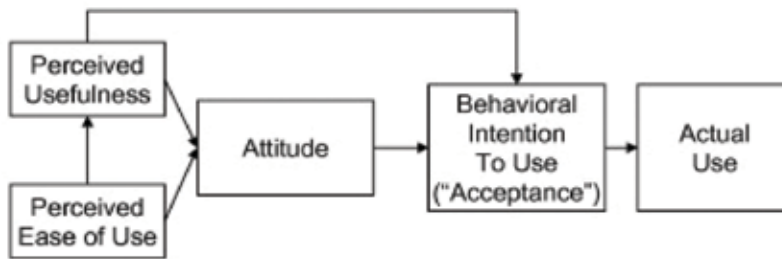 Perceived
Usefulness
Perceived
Ease of Use
Attitude
Behavioral
Intention
To Use
("Acceptance")
Actual
Use